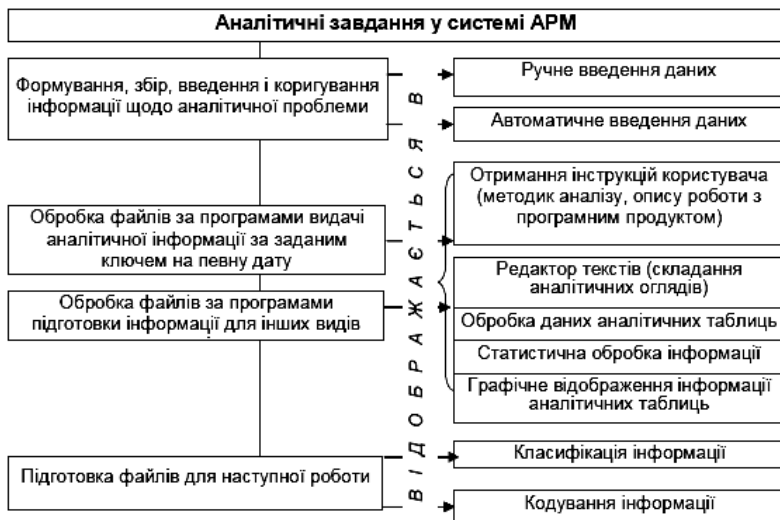 Аналітичні завдання у системі АРМ
Формування, збір, введення і коригування
інформації щодо аналітичної проблеми
Обробка файлів за програмами видачі
аналітичної інформації за заданим
ключем на певну дату
Обробка файлів за програмами
підготовки інформації для інших видів
Підготовка файлів для наступної роботи
ВІДОБРАЖАЄТЬСЯ В
Ручне введення даних
Автоматичне введення даних
Отримання інструкцій користувача
(методик аналізу, опису роботи з
програмним продуктом)
Редактор текстів (складання
аналітичних оглядів)
Обробка даних аналітичних таблиць
Статистична обробка інформації
Графічне відображення інформації
аналітичних таблиць
Класифікація інформації
Кодування інформації